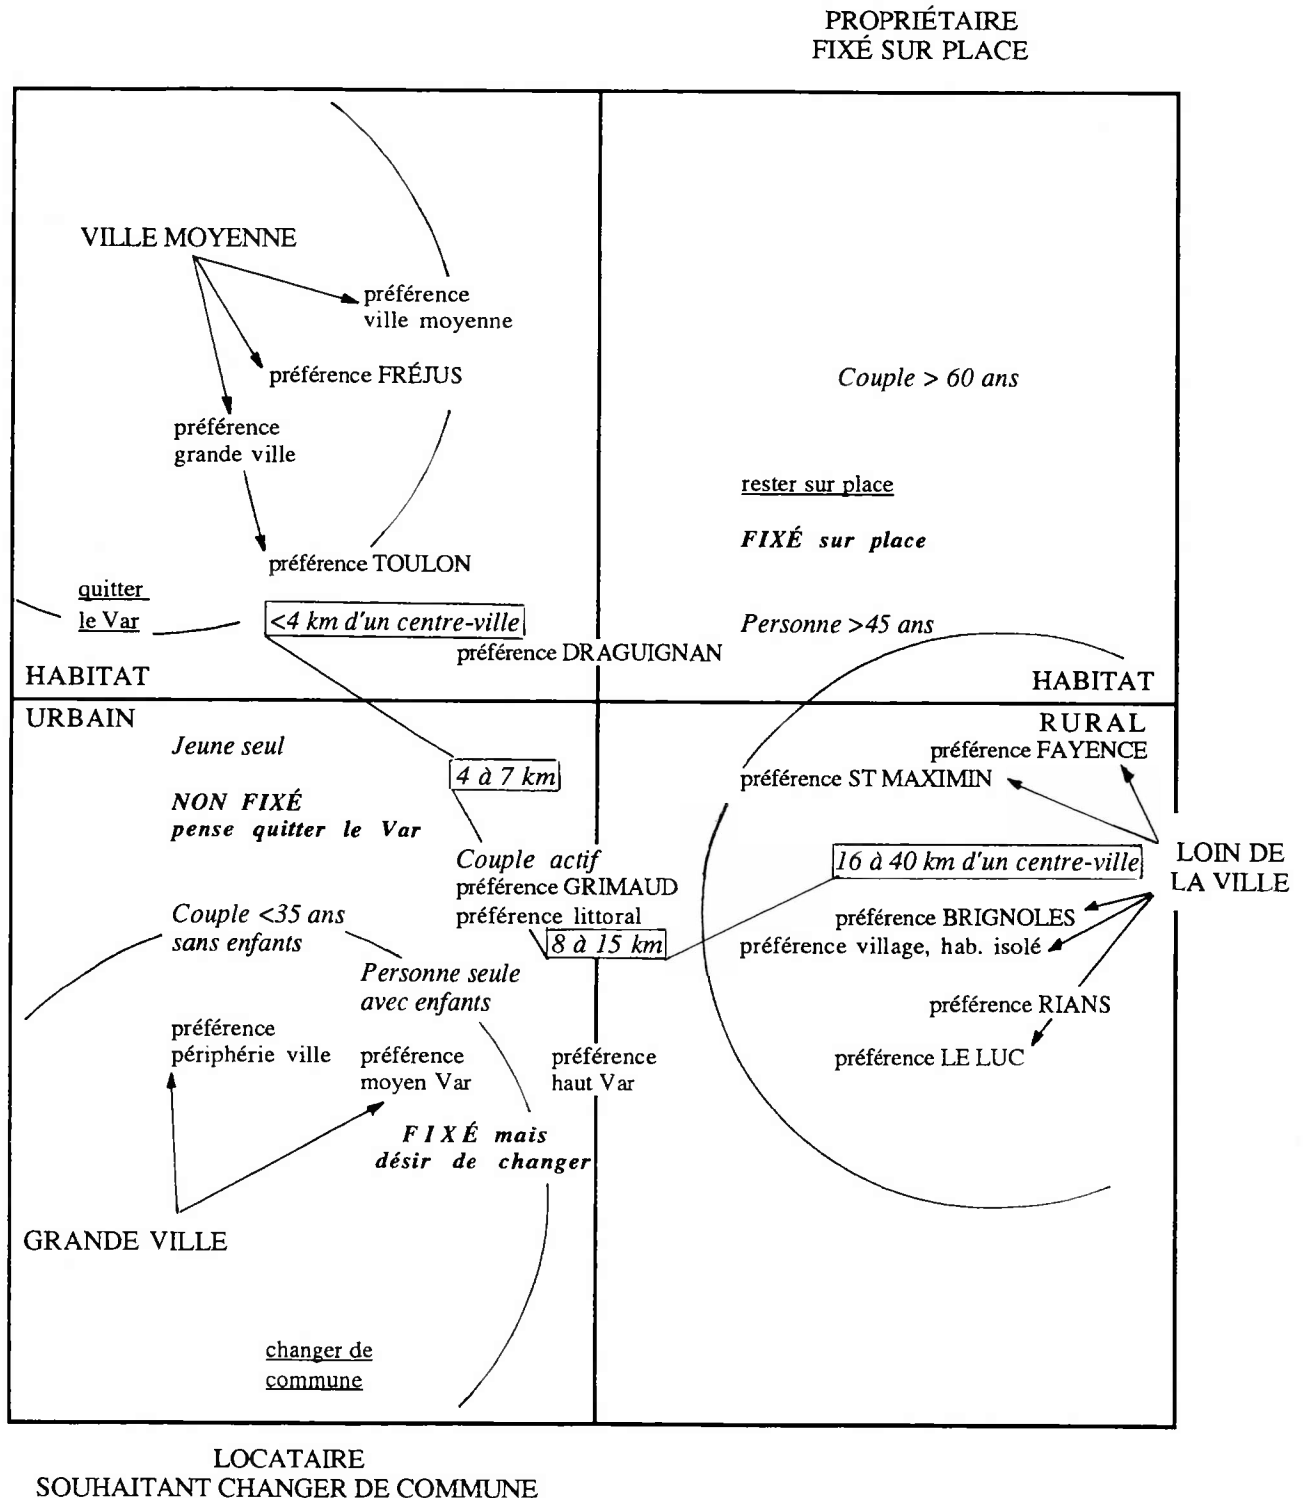 PROPRIÉTAIRE
FIXÉ SUR PLACE
VILLE MOYENNE
préférence
ville moyenne
préférence FRÉJUS
Couple > 60 ans
préférence
grande ville
rester sur place
FIXÉ sur place
préférence TOULON
quitter
le Var
<4 km d'un centre-ville
Personne >45 ans
préférence DRAGUIGNAN
HABITAT
HABITAT
URBAIN
RURAL
Jeune seul
préférence FAYENCE
4 à 7 km
préférence ST MAXIMIN
NON FIXÉ
pense quitter le Var
Couple actif
16 à 40 km d'un centre-ville
LOIN DE
LA VILLE
préférence GRIMAUD
préférence littoral
Couple <35 ans
sans enfants
préférence BRIGNOLES
8 à 15 km
préférence village, hab. isolé
Personne seule
avec enfants
préférence RIANS
préférence
périphérie ville
préférence
moyen Var
préférence
haut Var
préférence LE LUC
FIXÉ mais
désir de changer
GRANDE VILLE
changer de
commune
LOCATAIRE
SOUHAITANT CHANGER DE COMMUNE